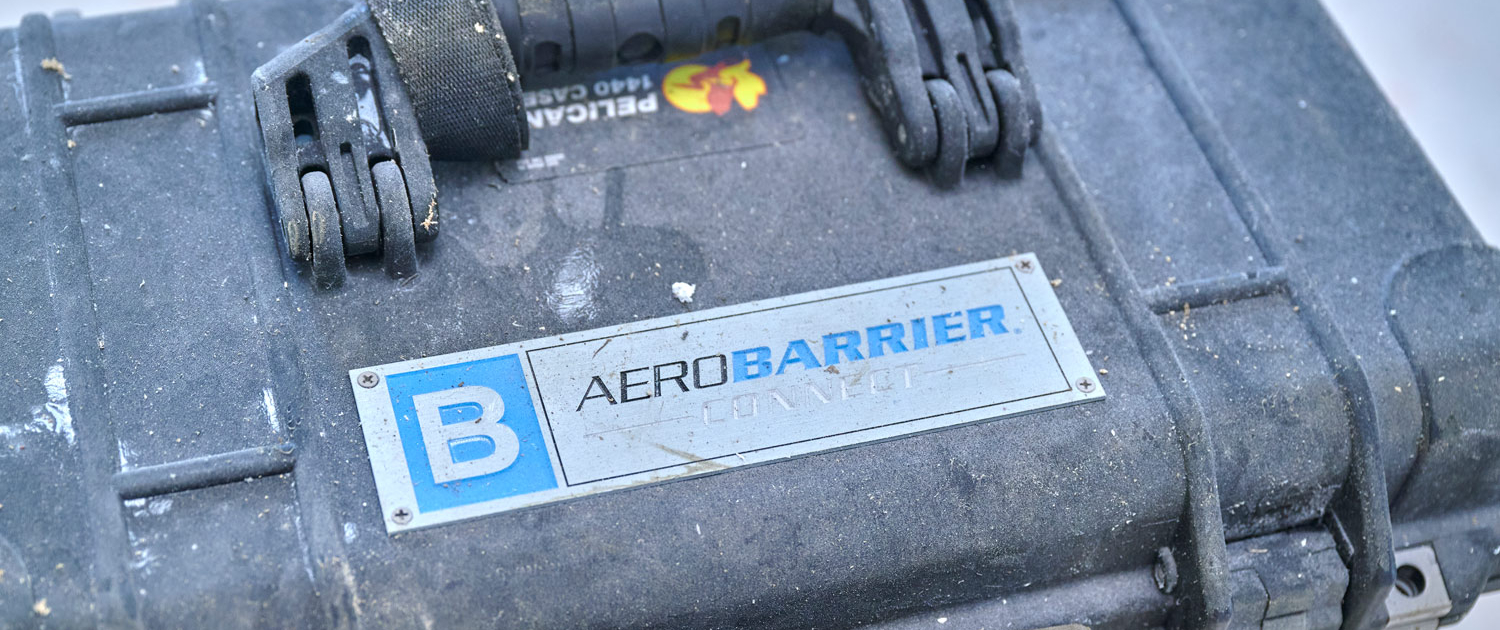 PELICAN
1440 CASE
B
AEROBARRIER®
CONNECT